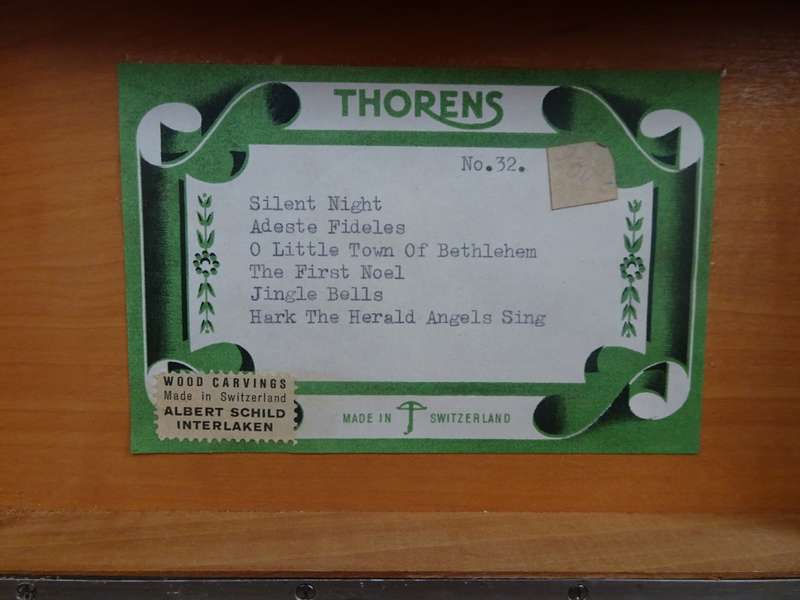 THORENS
No.32.
Silent Night
Adeste Fideles
O Little Town Of Bethlehem
The First Noel
Jingle Bells
Hark The Herald Angels Sing
WOOD CARVINGS
Made in Switzerland
ALBERT SCHILD
INTERLAKEN
MADE IN SWITZERLAND